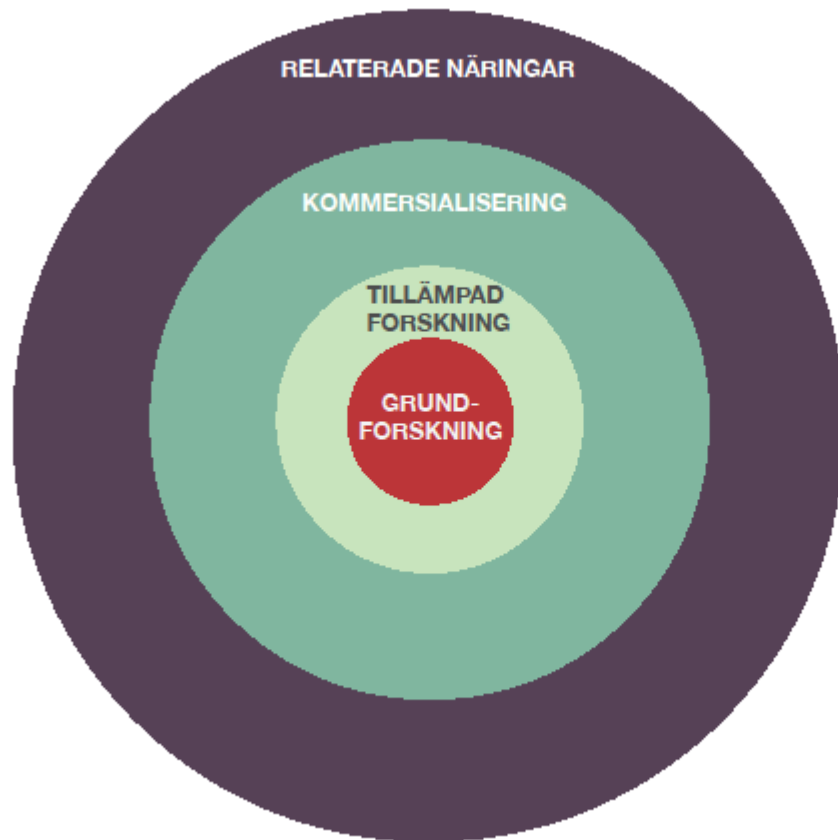 RELATERADE NÄRINGAR
KOMMERSIALISERING
TILLÄMPAD
FORSKNING
GRUND-
FORSKNING